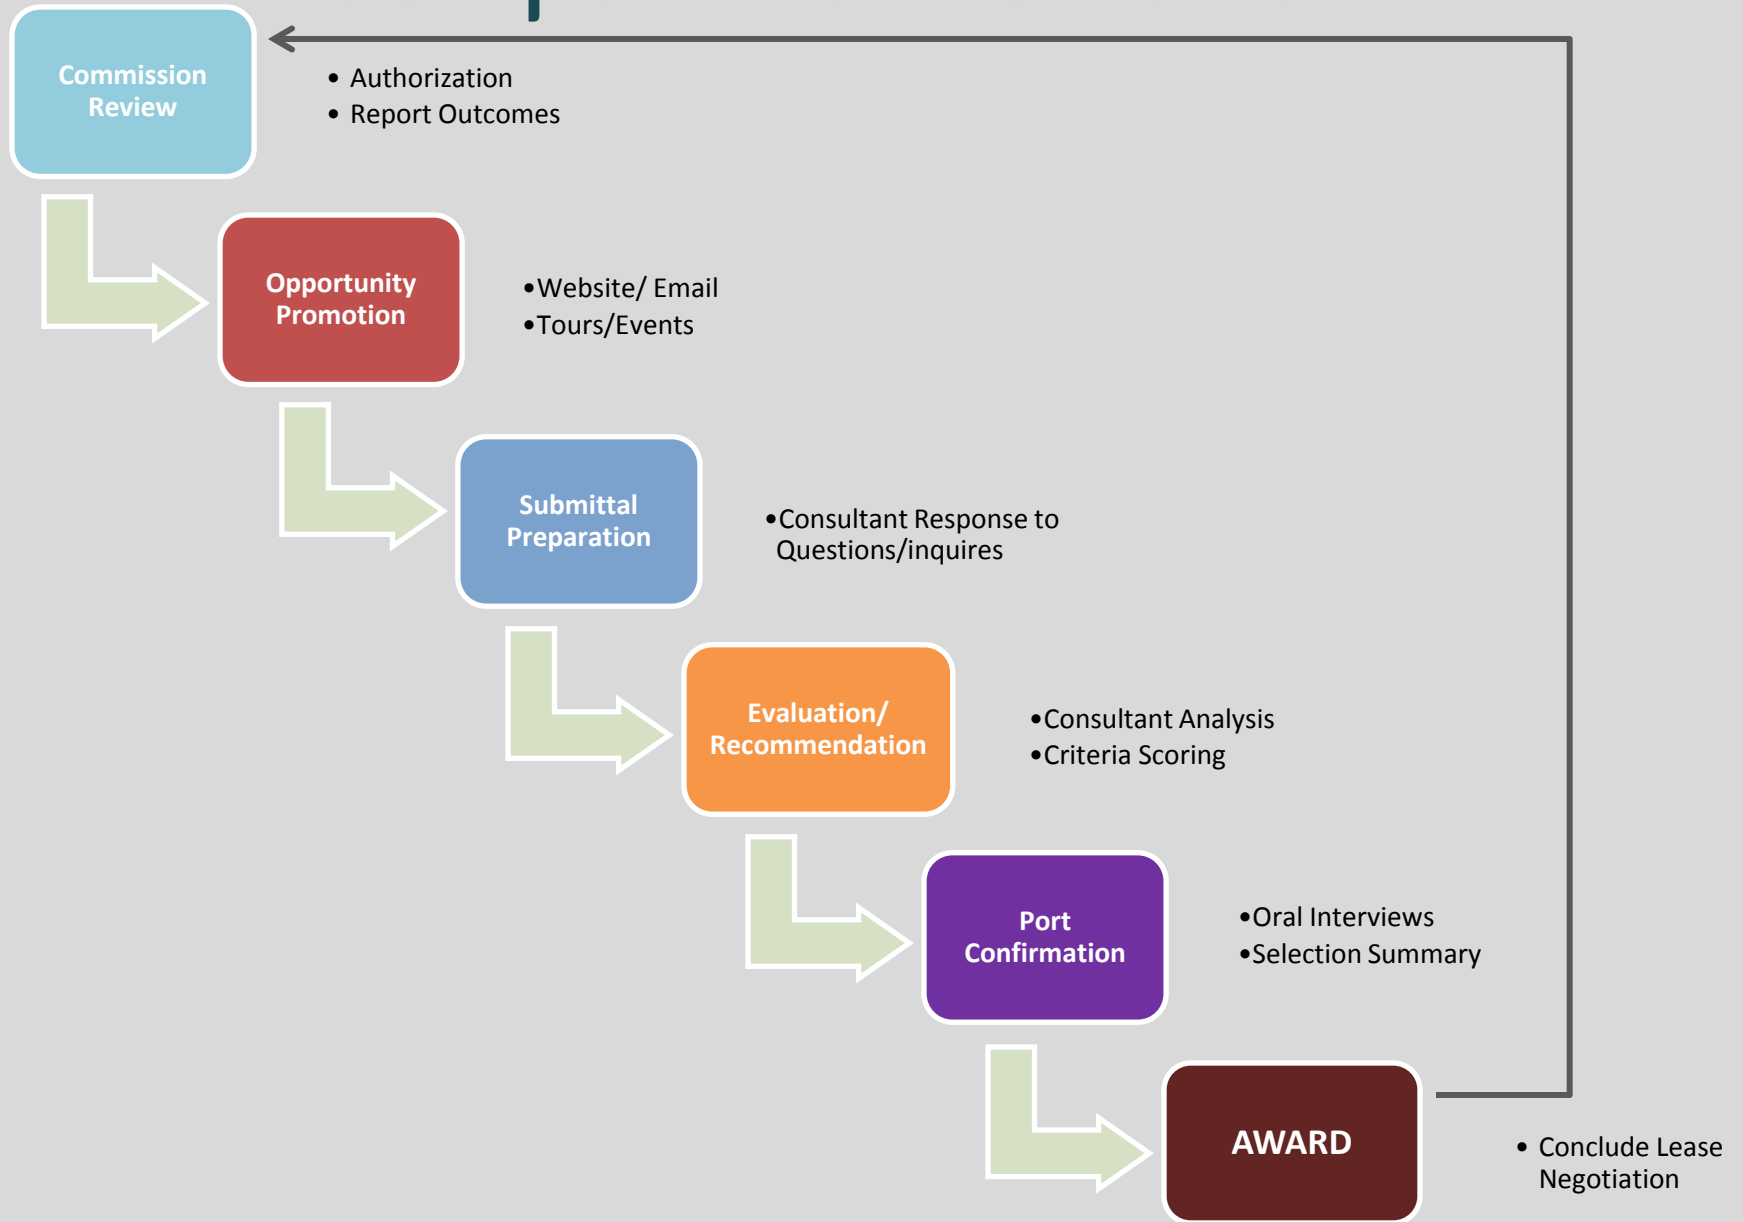 Commission
Review
• Authorization
• Report Outcomes
Opportunity
Promotion
•Website/ Email
•Tours/Events
Submittal
Preparation
•Consultant Response to
Questions/inquires
Evaluation/
Recommendation
•Consultant Analysis
•Criteria Scoring
Port
Confirmation
•Oral Interviews
•Selection Summary
AWARD
• Conclude Lease
Negotiation